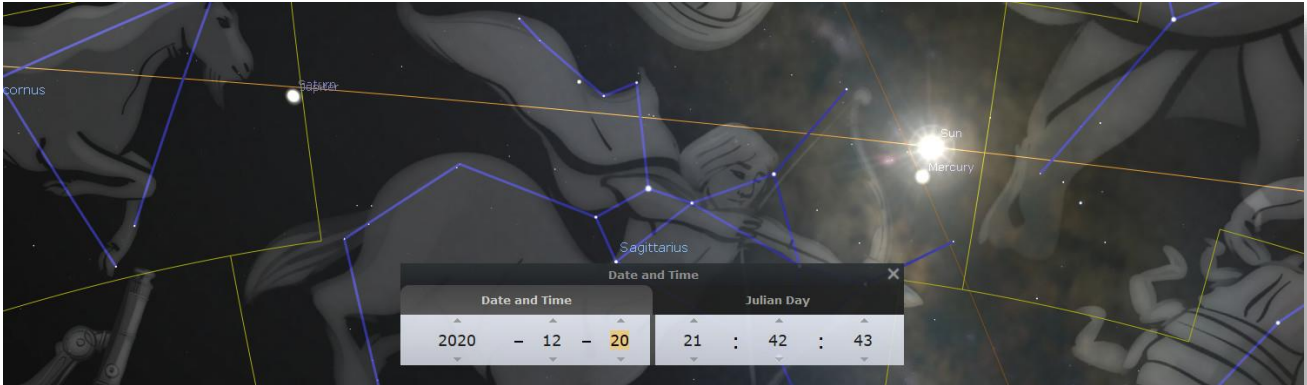 cornus
Saturn
Jupiter
Sun
Mercury
Sagittarius
Date and Time
Date and Time
Julian Day
2020 - 12 - 20
21 : 42 : 43